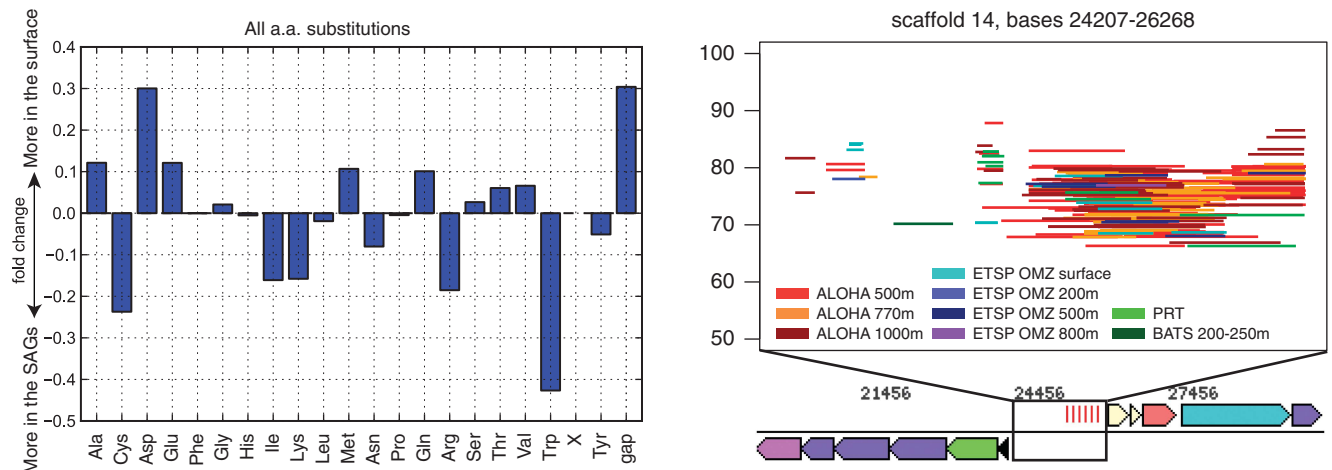 All a.a. substitutions
More in the surface
fold change
More in the SAGs
0.4
0.3
0.2
0.1
0.0
−0.1
−0.2
−0.3
−0.4
−0.5
Ala
Cys
Asp
Glu
Phe
Gly
His
Ile
Lys
Leu
Met
Asn
Pro
Gln
Arg
Ser
Thr
Val
Trp
X
Tyr
gap
scaffold 14, bases 24207-26268
100
90
80
70
60
50
ALOHA 500m
ALOHA 770m
ALOHA 1000m
ETSP OMZ surface
ETSP OMZ 200m
ETSP OMZ 500m
ETSP OMZ 800m
PRT
BATS 200-250m
21456
24456
27456